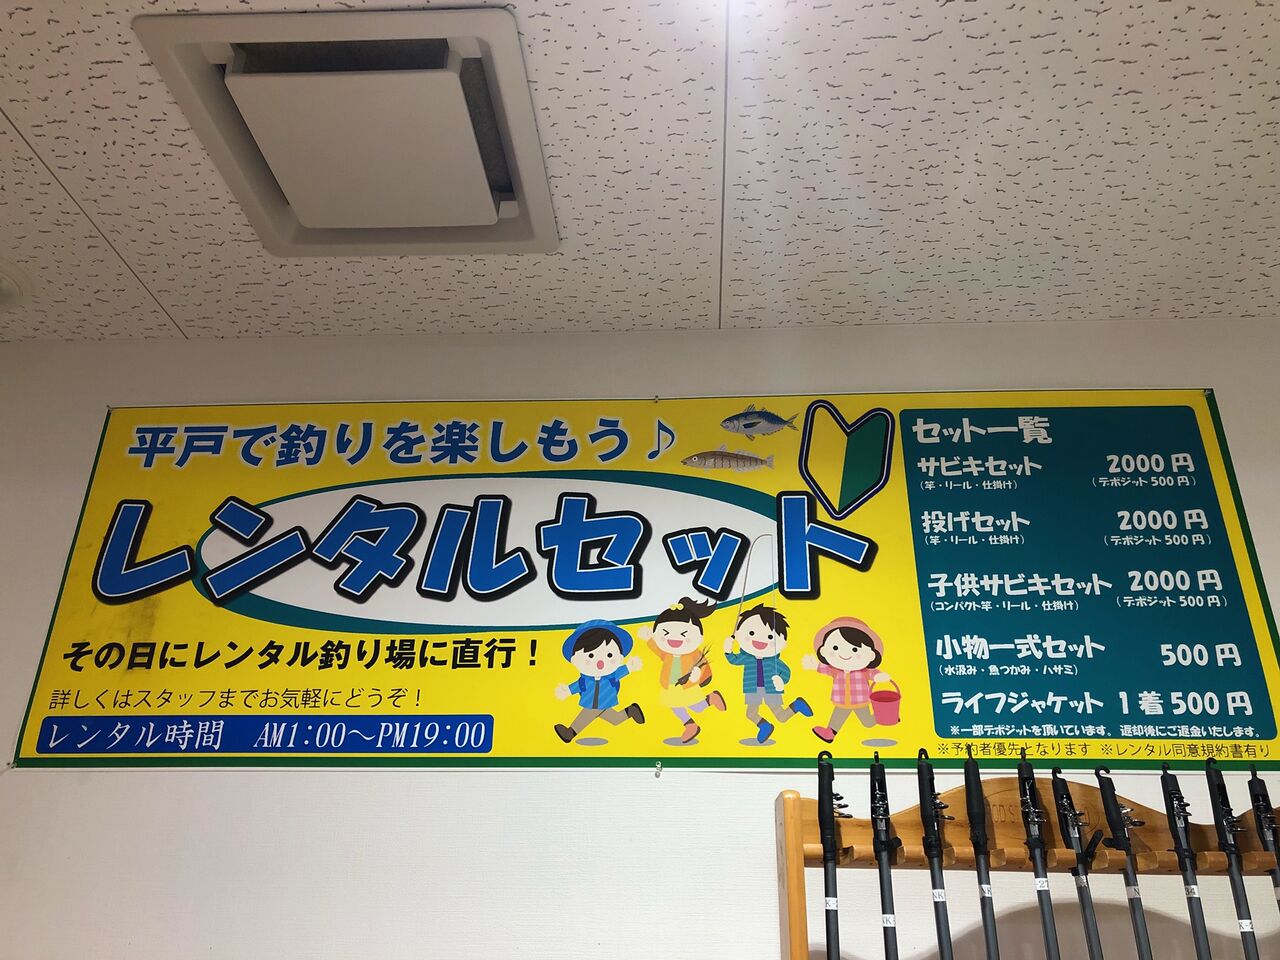 平戸で釣りを楽しもう♪
レンタルセット
その日にレンタル釣り場に直行！
詳しくはスタッフまでお気軽にどうぞ！
レンタル時間 AM1:00～PM19:00
セット一覧
サビキセット 2000円
（竿・リール・仕掛け） （デポジット500円）
投げセット 2000円
（竿・リール・仕掛け） （デポジット500円）
子供サビキセット 2000円
（コンパクト竿・リール・仕掛け） （デポジット500円）
小物一式セット 500円
（水汲み・魚つかみ・ハサミ）
ライフジャケット 1着500円
※一部デポジットを頂いています。返却後にご返金いたします。
※予約者優先となります ※レンタル同意規約書有り